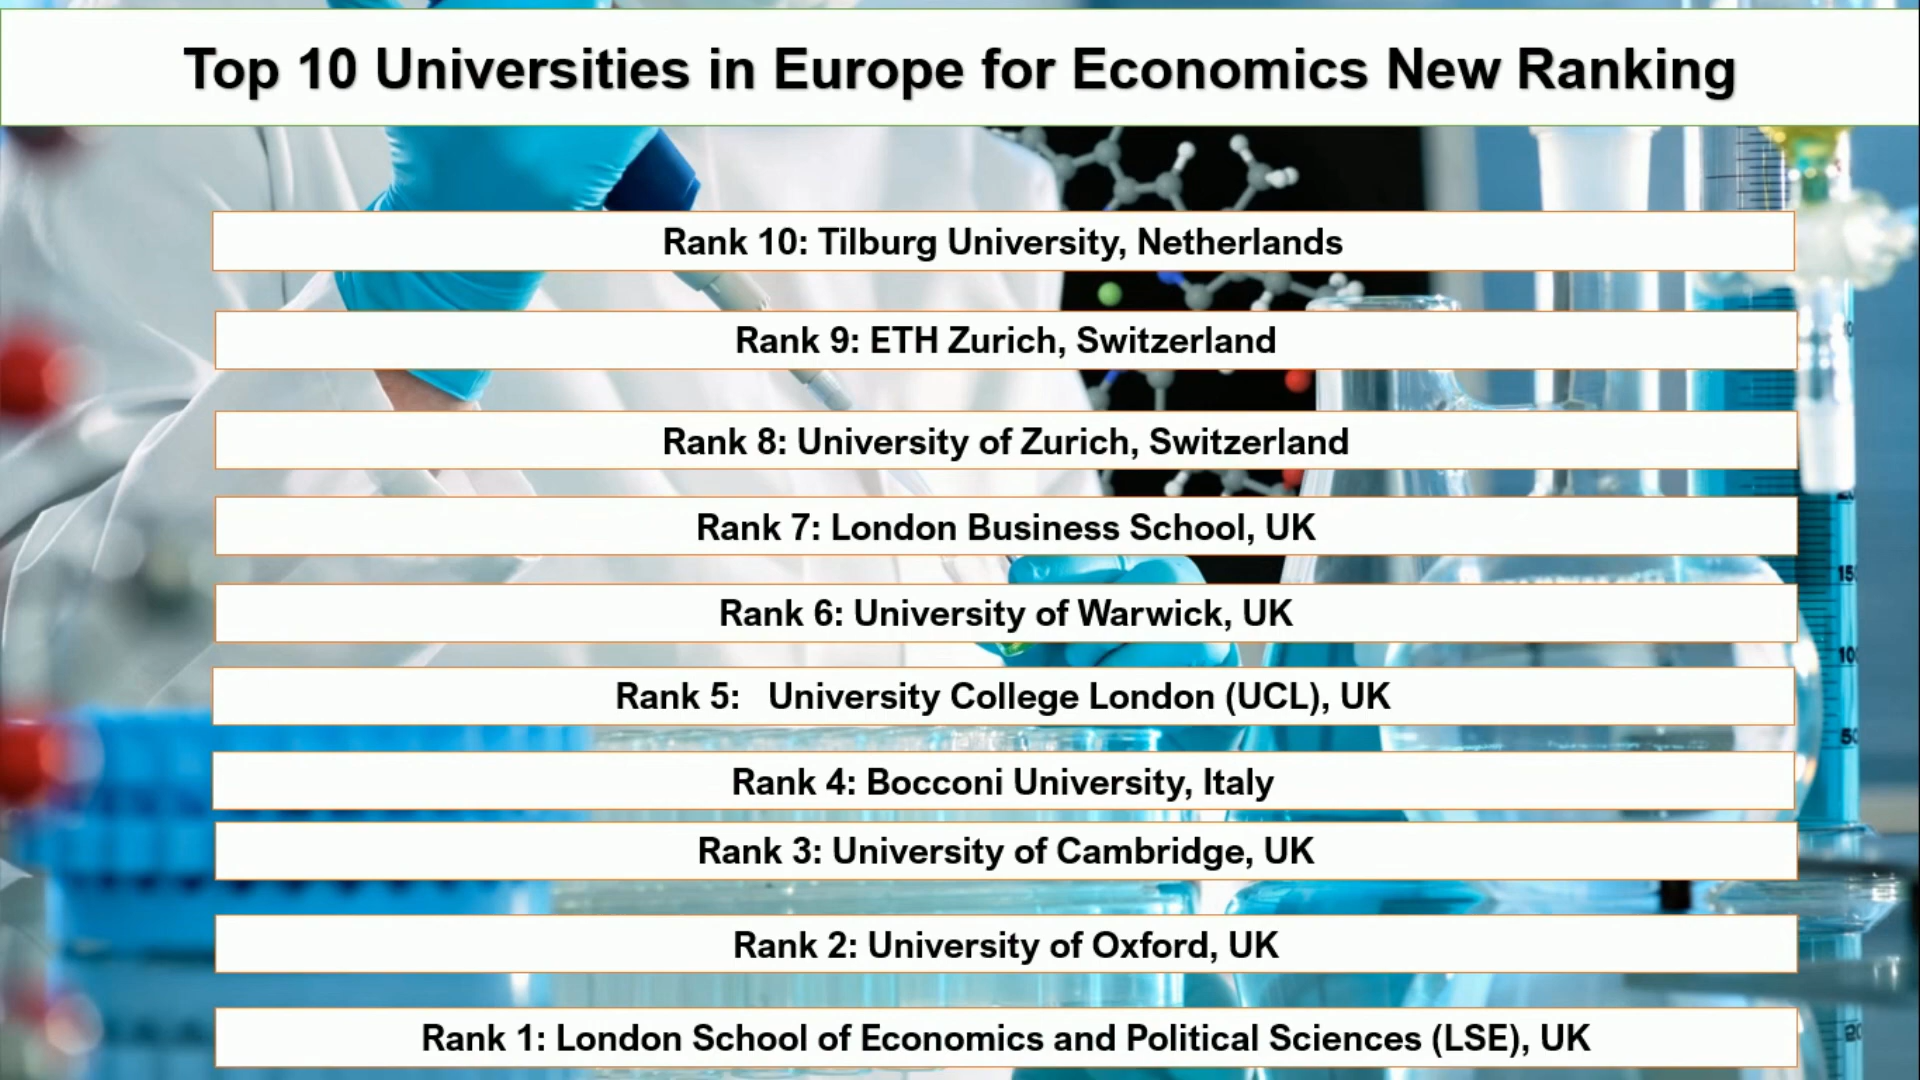 Top 10 Universities in Europe for Economics New Ranking
Rank 10: Tilburg University, Netherlands
Rank 9: ETH Zurich, Switzerland
Rank 8: University of Zurich, Switzerland
Rank 7: London Business School, UK
Rank 6: University of Warwick, UK
15
Rank 5: University College London (UCL), UK
10
50
Rank 4: Bocconi University, Italy
Rank 3: University of Cambridge, UK
Rank 2: University of Oxford, UK
Rank 1: London School of Economics and Political Sciences (LSE), UK